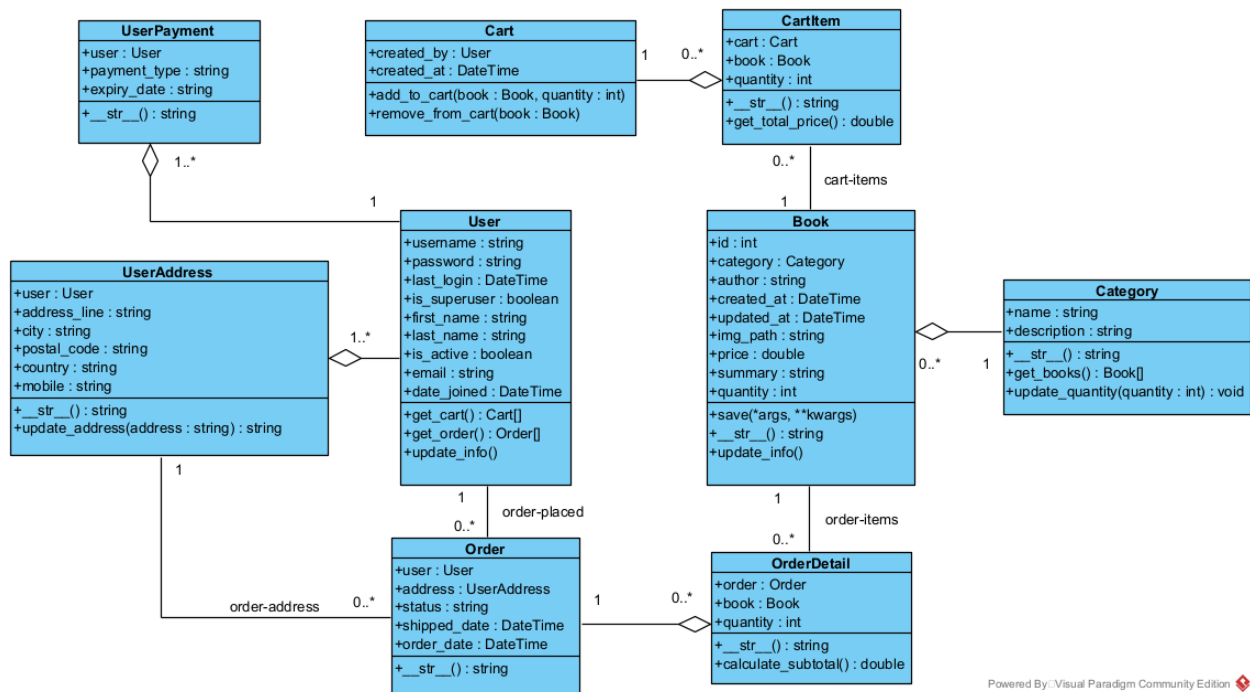 UserPayment
+user : User
+payment_type : string
+expiry_date : string
+__str__() : string
Cart
+created_by : User
+created_at : DateTime
+add_to_cart(book : Book, quantity : int)
+remove_from_cart(book : Book)
1
0..*
CartItem
+cart : Cart
+book : Book
+quantity : int
+__str__() : string
+get_total_price() : double
1..*
1
0..*
cart-items
1
User
+username : string
+password : string
+last_login : DateTime
+is_superuser : boolean
+first_name : string
+last_name : string
+is_active : boolean
+email : string
+date_joined : DateTime
+get_cart() : Cart[]
+get_order() : Order[]
+update_info()
Book
+id : int
+category : Category
+author : string
+created_at : DateTime
+updated_at : DateTime
+img_path : string
+price : double
+summary : string
+quantity : int
+save(*args, **kwargs)
+__str__() : string
+update_info()
UserAddress
+user : User
+address_line : string
+city : string
+postal_code : string
+country : string
+mobile : string
+__str__() : string
+update_address(address : string) : string
1..*
Category
+name : string
+description : string
+__str__() : string
+get_books() : Book[]
+update_quantity(quantity : int) : void
0..*
1
1
1
order-placed
0..*
1
order-items
0..*
order-address
0..*
Order
+user : User
+address : UserAddress
+status : string
+shipped_date : DateTime
+order_date : DateTime
+__str__() : string
1
0..*
OrderDetail
+order : Order
+book : Book
+quantity : int
+__str__() : string
+calculate_subtotal() : double
Powered By Visual Paradigm Community Edition